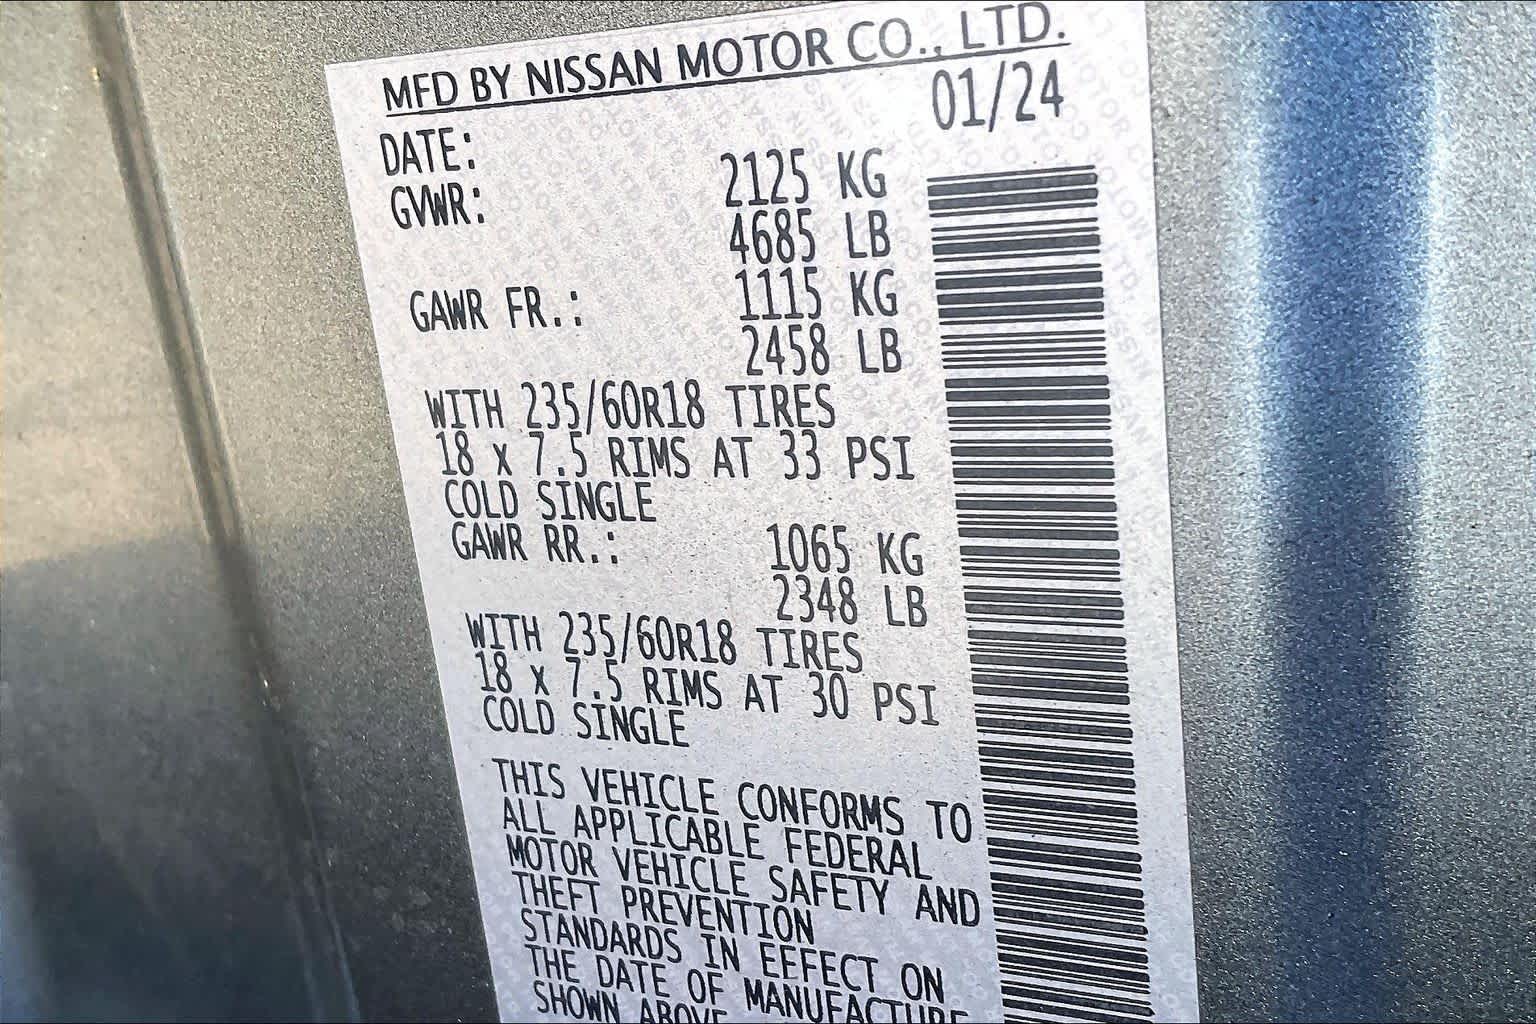 MFD BY NISSAN MOTOR CO., LTD.
DATE: 01/24
GVWR: 2125 KG
4685 LB
GAWR FR.: 1115 KG
2458 LB
WITH 235/60R18 TIRES
18 x 7.5 RIMS AT 33 PSI
COLD SINGLE
GAWR RR.: 1065 KG
2348 LB
WITH 235/60R18 TIRES
18 x 7.5 RIMS AT 30 PSI
COLD SINGLE
THIS VEHICLE CONFORMS TO
ALL APPLICABLE FEDERAL
MOTOR VEHICLE SAFETY AND
THEFT PREVENTION
STANDARDS IN EFFECT ON
THE DATE OF MANUFACTURE
SHOWN ABOVE